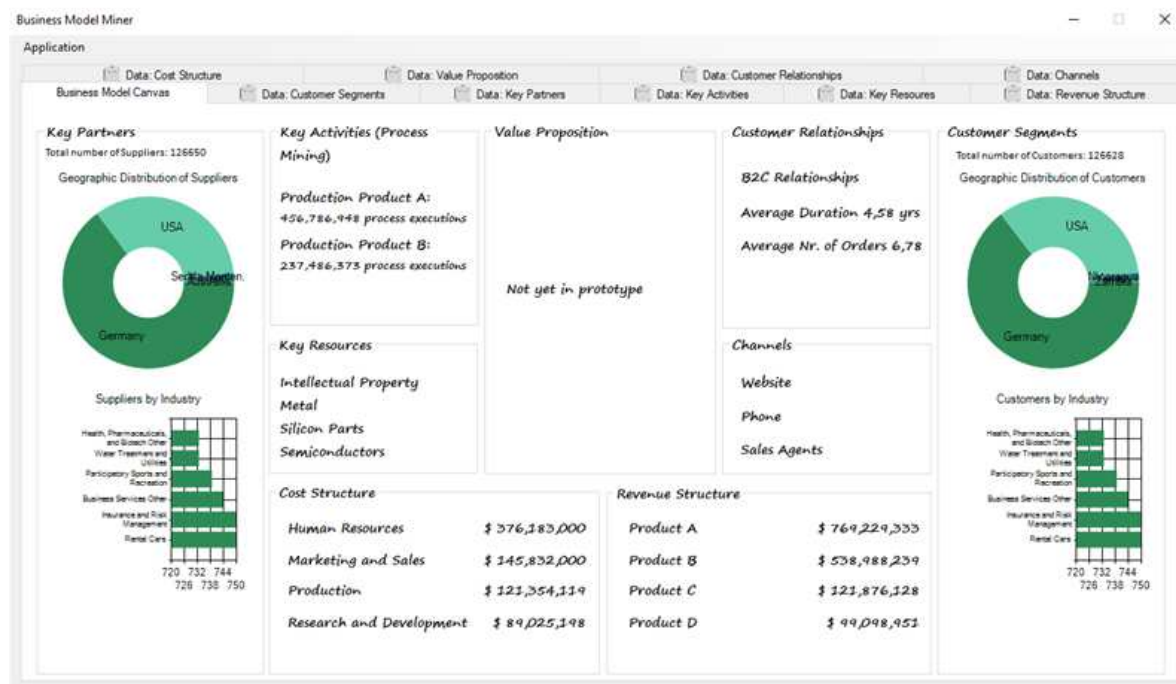 Business Model Miner
Application
Data: Cost Structure
Data: Value Proposition
Data: Customer Relationships
Data: Channels
Business Model Canvas
Data: Customer Segments
Data: Key Partners
Data: Key Activities
Data: Key Resoures
Data: Revenue Structure
Key Partners
Total number of Suppliers: 126650
Geographic Distribution of Suppliers
USA
Germany
Suppliers by Industry
Health, Pharmaceuticals,
and Biotech Other
Water Treatment and
Utilities
Participatory Sports and
Recreation
Business Services Other
Insurance and Risk
Management
Rental Cars
720 732 744
726 738 750
Key Activities (Process
Mining)
Production Product A:
456,786,948 process executions
Production Product B:
237,486,373 process executions
Key Resources
Intellectual Property
Metal
Silicon Parts
Semiconductors
Value Proposition
Not yet in prototype
Customer Relationships
B2C Relationships
Average Duration 4,58 yrs
Average Nr. of Orders 6,78
Channels
Website
Phone
Sales Agents
Cost Structure
Human Resources $ 376,183,000
Marketing and Sales $ 145,832,000
Production $ 121,354,119
Research and Development $ 89,025,198
Revenue Structure
Product A $ 769,229,333
Product B $ 538,988,239
Product C $ 121,876,128
Product D $ 99,098,951
Customer Segments
Total number of Customers: 126628
Geographic Distribution of Customers
USA
Germany
Customers by Industry
Health, Pharmaceuticals,
and Biotech Other
Water Treatment and
Utilities
Participatory Sports and
Recreation
Business Services Other
Insurance and Risk
Management
Rental Cars
720 732 744
726 738 750